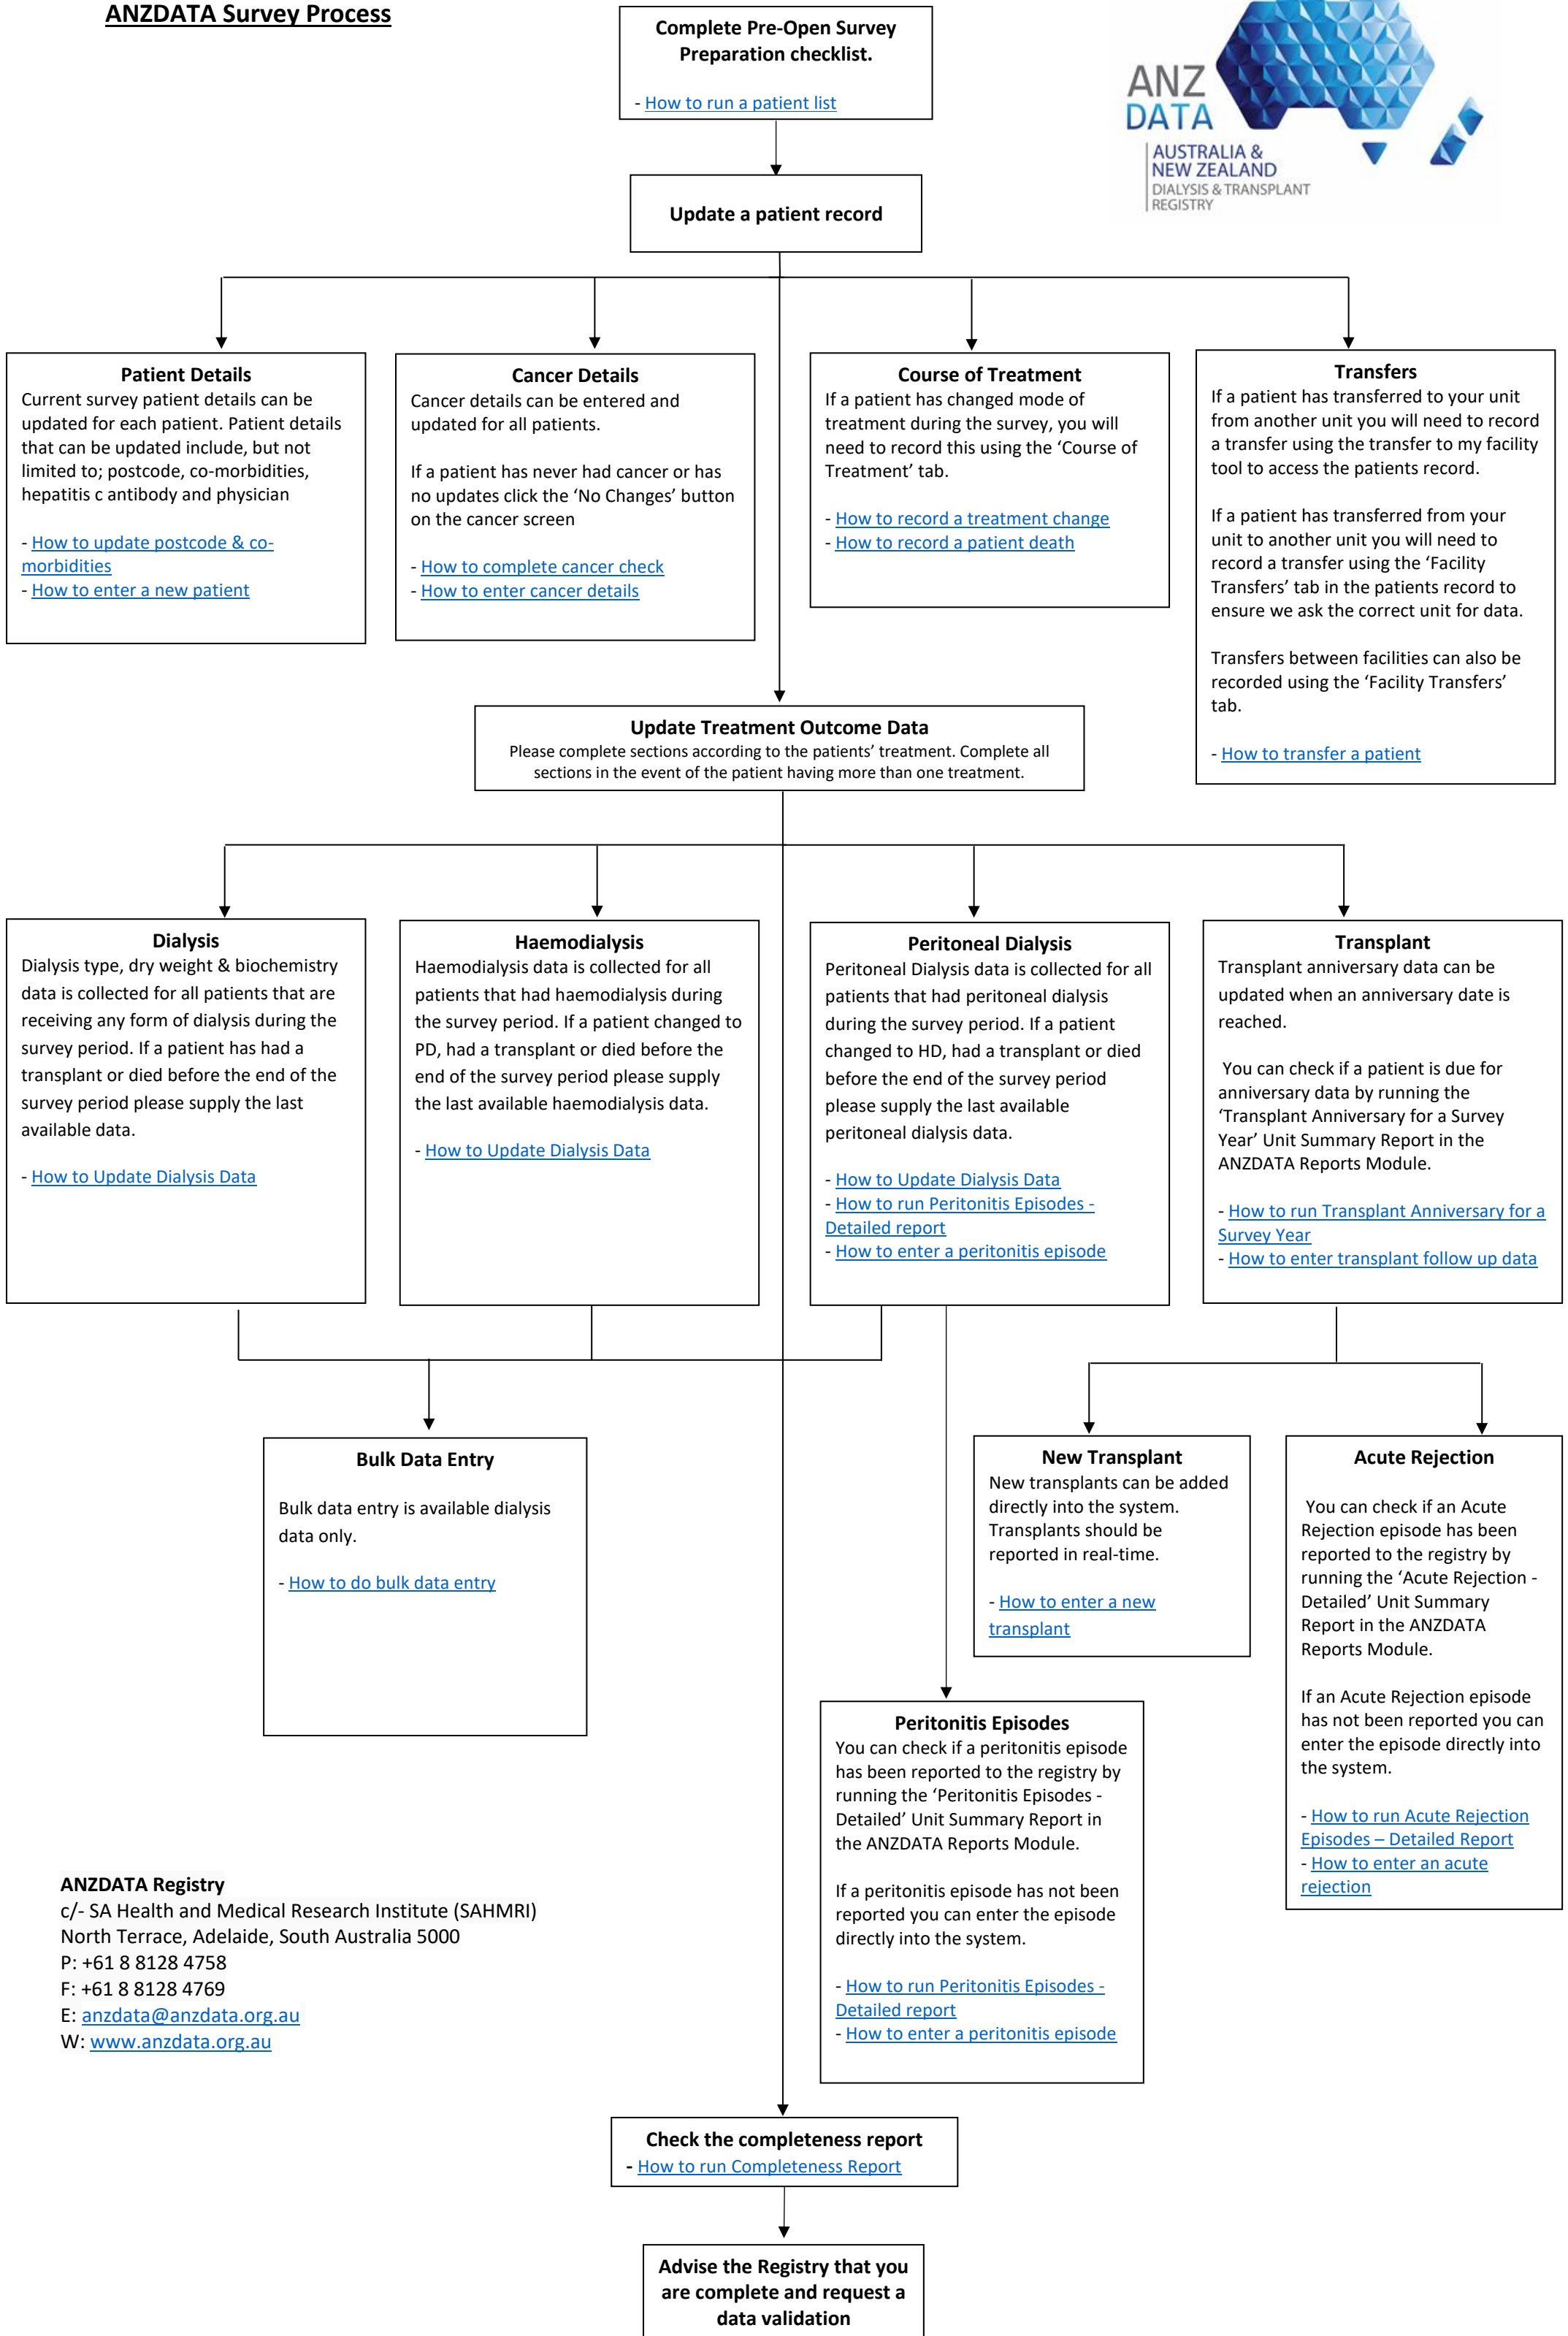 ANZDATA Survey Process
Complete Pre-Open Survey
Preparation checklist.
- How to run a patient list
ANZ
DATA
AUSTRALIA &
NEW ZEALAND
DIALYSIS & TRANSPLANT
REGISTRY
Update a patient record
Patient Details
Current survey patient details can be
updated for each patient. Patient details
that can be updated include, but not
limited to; postcode, co-morbidities,
hepatitis c antibody and physician
- How to update postcode & co-
morbidities
- How to enter a new patient
Cancer Details
Cancer details can be entered and
updated for all patients.
If a patient has never had cancer or has
no updates click the ‘No Changes’ button
on the cancer screen
- How to complete cancer check
- How to enter cancer details
Course of Treatment
If a patient has changed mode of
treatment during the survey, you will
need to record this using the ‘Course of
Treatment’ tab.
- How to record a treatment change
- How to record a patient death
Transfers
If a patient has transferred to your unit
from another unit you will need to record
a transfer using the transfer to my facility
tool to access the patients record.
If a patient has transferred from your
unit to another unit you will need to
record a transfer using the ‘Facility
Transfers’ tab in the patients record to
ensure we ask the correct unit for data.
Transfers between facilities can also be
recorded using the ‘Facility Transfers’
tab.
- How to transfer a patient
Update Treatment Outcome Data
Please complete sections according to the patients’ treatment. Complete all
sections in the event of the patient having more than one treatment.
Dialysis
Dialysis type, dry weight & biochemistry
data is collected for all patients that are
receiving any form of dialysis during the
survey period. If a patient has had a
transplant or died before the end of the
survey period please supply the last
available data.
- How to Update Dialysis Data
Haemodialysis
Haemodialysis data is collected for all
patients that had haemodialysis during
the survey period. If a patient changed to
PD, had a transplant or died before the
end of the survey period please supply
the last available haemodialysis data.
- How to Update Dialysis Data
Peritoneal Dialysis
Peritoneal Dialysis data is collected for all
patients that had peritoneal dialysis
during the survey period. If a patient
changed to HD, had a transplant or died
before the end of the survey period
please supply the last available
peritoneal dialysis data.
- How to Update Dialysis Data
- How to run Peritonitis Episodes -
Detailed report
- How to enter a peritonitis episode
Transplant
Transplant anniversary data can be
updated when an anniversary date is
reached.
You can check if a patient is due for
anniversary data by running the
‘Transplant Anniversary for a Survey
Year’ Unit Summary Report in the
ANZDATA Reports Module.
- How to run Transplant Anniversary for a
Survey Year
- How to enter transplant follow up data
Bulk Data Entry
Bulk data entry is available dialysis
data only.
- How to do bulk data entry
New Transplant
New transplants can be added
directly into the system.
Transplants should be
reported in real-time.
- How to enter a new
transplant
Acute Rejection
You can check if an Acute
Rejection episode has been
reported to the registry by
running the ‘Acute Rejection -
Detailed’ Unit Summary
Report in the ANZDATA
Reports Module.
If an Acute Rejection episode
has not been reported you can
enter the episode directly into
the system.
- How to run Acute Rejection
Episodes – Detailed Report
- How to enter an acute
rejection
Peritonitis Episodes
You can check if a peritonitis episode
has been reported to the registry by
running the ‘Peritonitis Episodes -
Detailed’ Unit Summary Report in
the ANZDATA Reports Module.
If a peritonitis episode has not been
reported you can enter the episode
directly into the system.
- How to run Peritonitis Episodes -
Detailed report
- How to enter a peritonitis episode
ANZDATA Registry
c/- SA Health and Medical Research Institute (SAHMRI)
North Terrace, Adelaide, South Australia 5000
P: +61 8 8128 4758
F: +61 8 8128 4769
E: anzdata@anzdata.org.au
W: www.anzdata.org.au
Check the completeness report
- How to run Completeness Report
Advise the Registry that you
are complete and request a
data validation